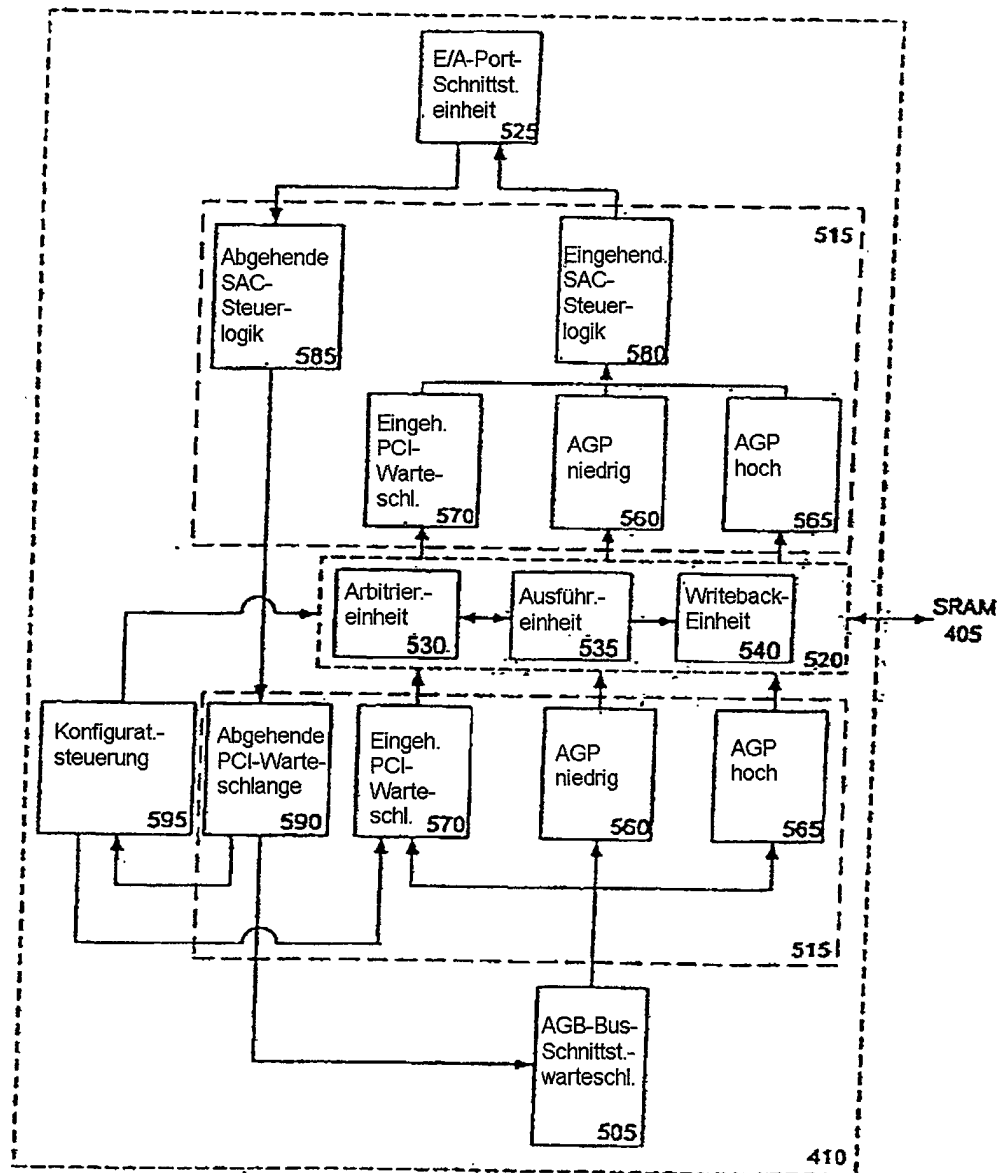 E/A-Port-
Schnittst.
einheit
525
515
Abgehende
SAC-
Steuer-
logik
585
Eingehend.
SAC-
Steuer-
logik
580
Eingeh.
PCI-
Warte-
schl.
570
AGP
niedrig
560
AGP
hoch
565
Arbitrier.-
einheit
530
Ausführ.-
einheit
535
Writeback-
Einheit
540
520
SRAM
405
Konfigurat.-
steuerung
595
Abgehende
PCI-Warte-
schlange
590
Eingeh.
PCI-
Warte-
schl.
570
AGP
niedrig
560
AGP
hoch
565
515
AGB-Bus-
Schnittst.-
warteschl.
505
410